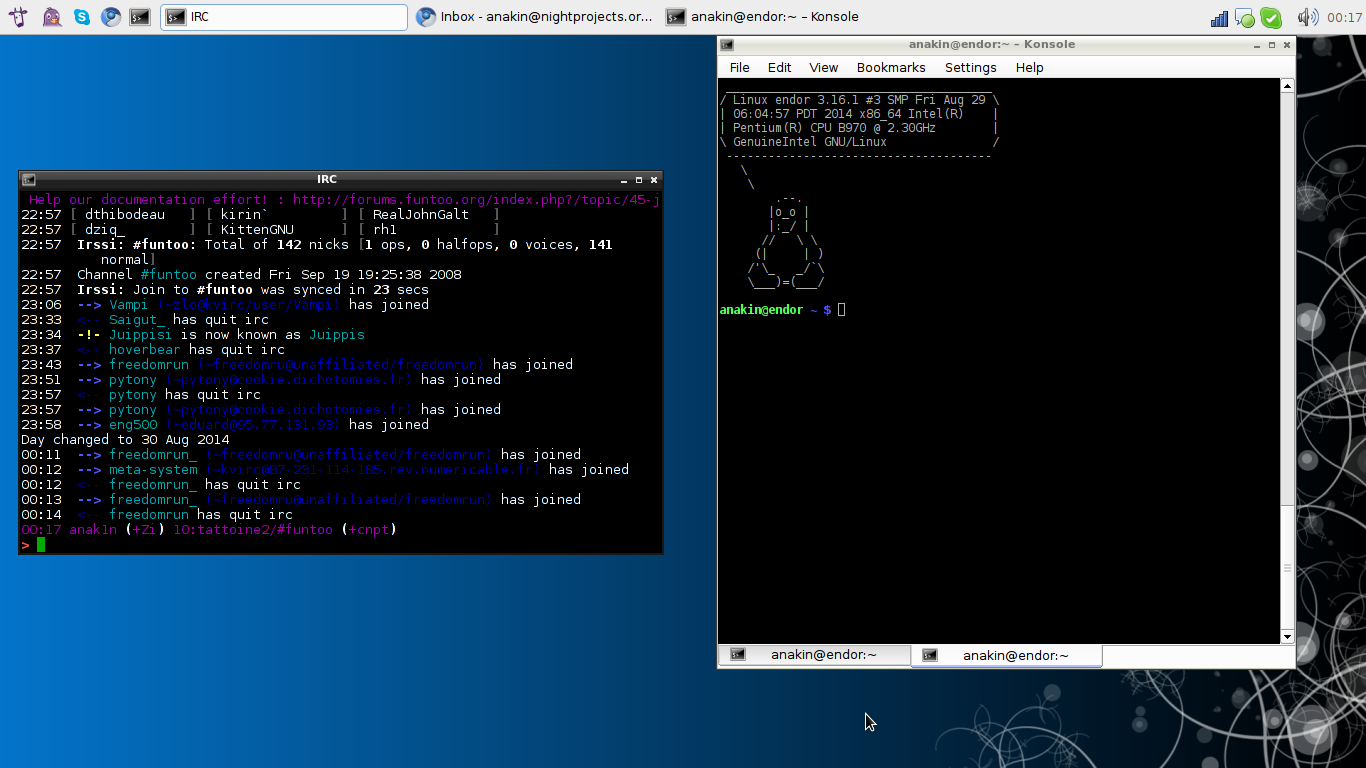 IRC
Inbox - anakin@nightprojects.or...
anakin@endor:~ – Konsole
00:17
IRC
Help our documentation effort! : http://forums.funtoo.org/index.php?/topic/45-j
22:57 [ dthibodeau ] [ kirin` ] [ RealJohnGalt ]
22:57 [ dziq_ ] [ KittenGNU ] [ rh1 ]
22:57 Irssi: #funtoo: Total of 142 nicks [1 ops, 0 halfops, 0 voices, 141
normal]
22:57 Channel #funtoo created Fri Sep 19 19:25:38 2008
22:57 Irssi: Join to #funtoo was synced in 23 secs
23:06 --> Vampi (~zlo@kvirc/user/Vampi) has joined
23:33 <-- Saigut_ has quit irc
23:34 -!- Juippisi is now known as Juippis
23:37 <-- hoverbear has quit irc
23:43 --> freedomrun (~freedomru@unaffiliated/freedomrun) has joined
23:51 --> pytony (~pytony@cookie.dichotomies.fr) has joined
23:57 <-- pytony has quit irc
23:57 --> pytony (~pytony@cookie.dichotomies.fr) has joined
23:58 --> eng500 (~eduard@95.77.131.93) has joined
Day changed to 30 Aug 2014
00:11 --> freedomrun_ (~freedomru@unaffiliated/freedomrun) has joined
00:12 --> meta-system (~kvirc@87-231-114-185.rev.numericable.fr) has joined
00:12 <-- freedomrun_ has quit irc
00:13 --> freedomrun_ (~freedomru@unaffiliated/freedomrun) has joined
00:14 <-- freedomrun has quit irc
00:17 anak1n (+Zi) 10:tattoine2/#funtoo (+cnpt)
>
anakin@endor:~ – Konsole
File Edit View Bookmarks Settings Help
/ Linux endor 3.16.1 #3 SMP Fri Aug 29 \
| 06:04:57 PDT 2014 x86_64 Intel(R) |
| Pentium(R) CPU B970 @ 2.30GHz |
\ GenuineIntel GNU/Linux /
---------------------------------------
\
\
.--.
|o_o |
|:_/ |
// \ \
(| | )
/'\_ _/`\
\___)=(___/
anakin@endor ~ $
anakin@endor:~
anakin@endor:~